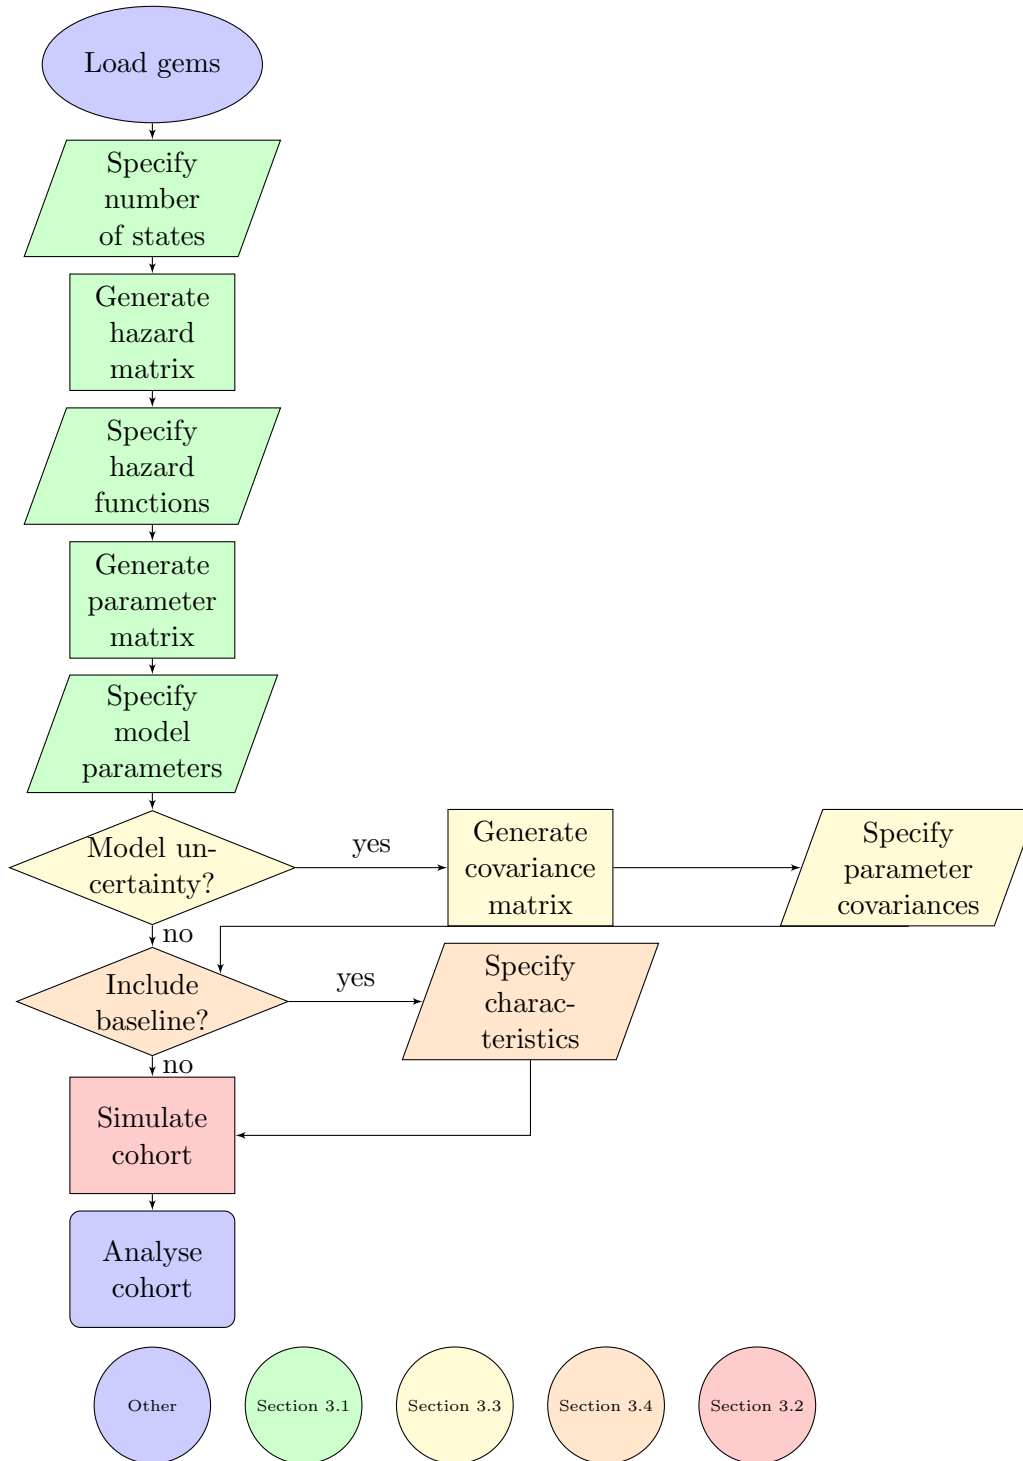 Load gems
Specify
number
of states
Generate
hazard
matrix
Specify
hazard
functions
Generate
parameter
matrix
Specify
model
parameters
Model un-
certainty?
yes
Generate
covariance
matrix
Specify
parameter
covariances
no
Include
baseline?
yes
Specify
charac-
teristics
no
Simulate
cohort
Analyse
cohort
Other
Section 3.1
Section 3.3
Section 3.4
Section 3.2